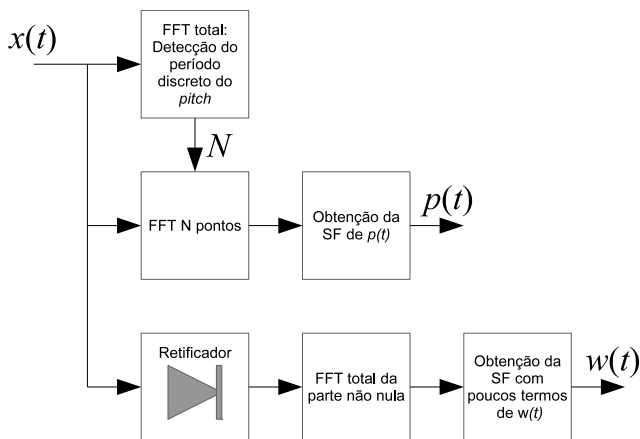 x(t)
FFT total:
Detecção do
período
discreto do
pitch
N
FFT N pontos
Obtenção da
SF de p(t)
p(t)
Retificador
FFT total da
parte não nula
Obtenção da
SF com
poucos termos
de w(t)
w(t)